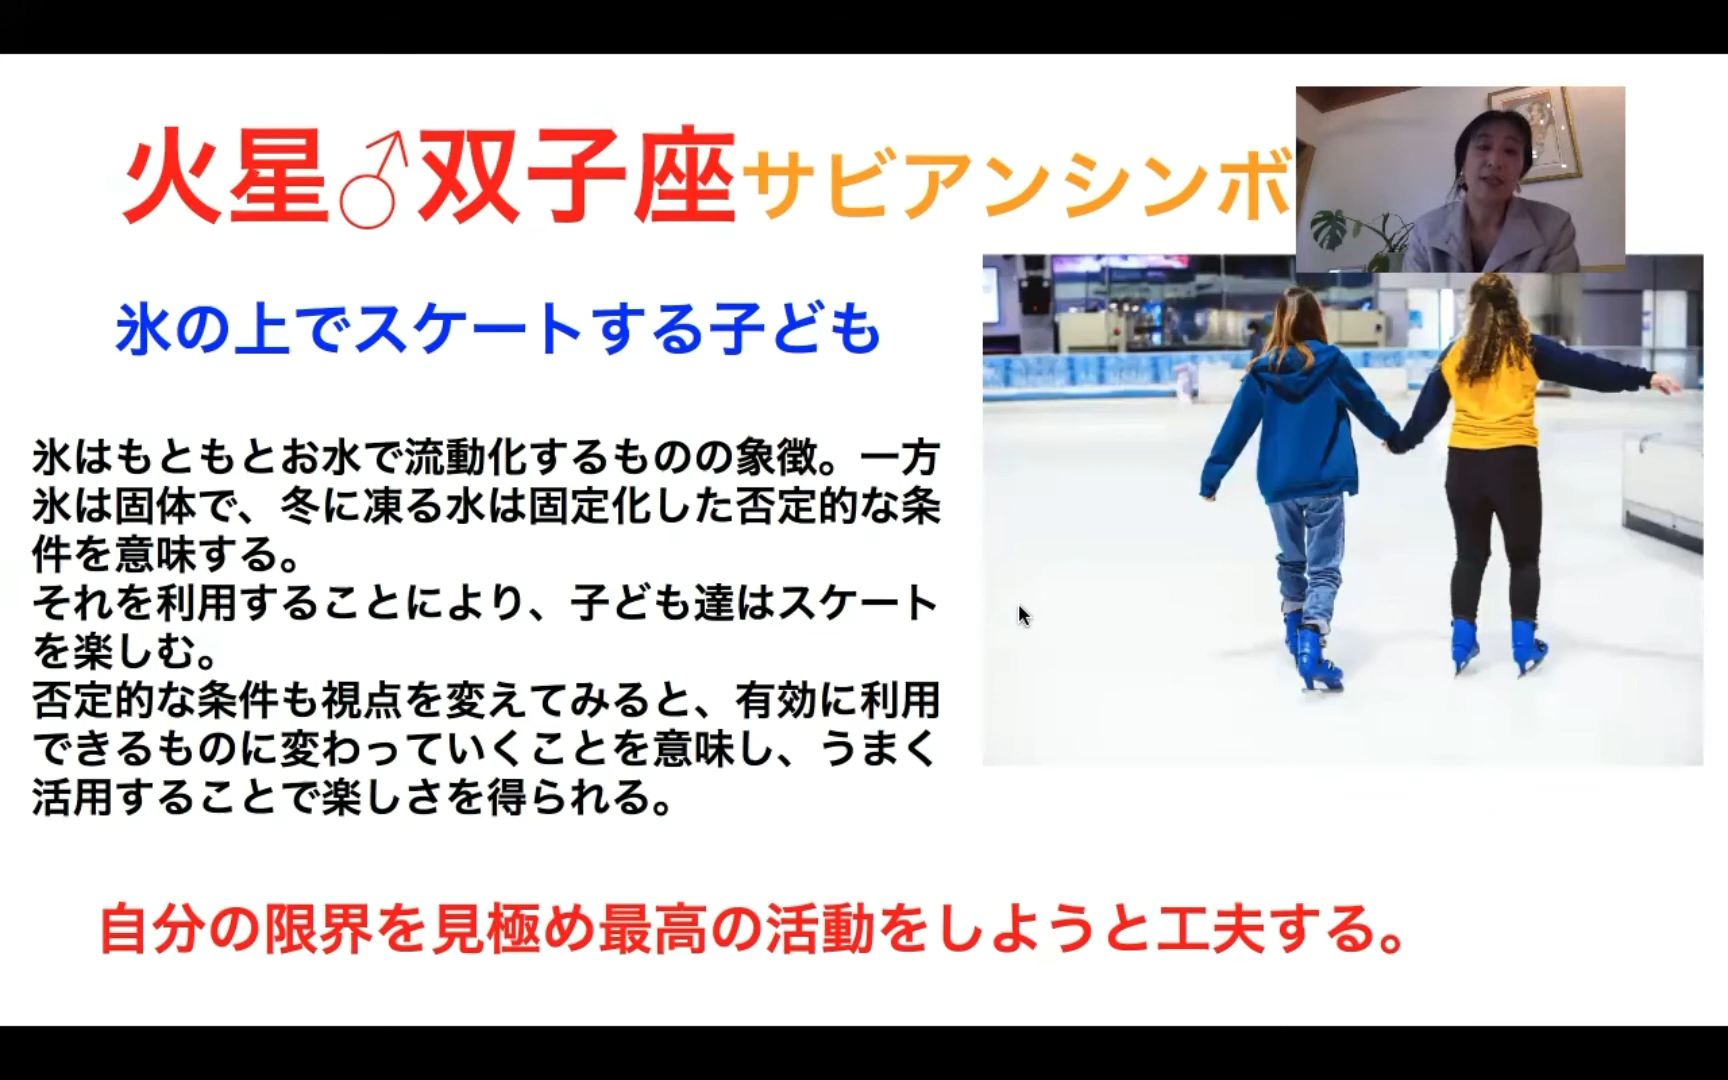 火星♂双子座サビアンシンボ
氷の上でスケートする子ども
氷はもともとお水で流動化するものの象徴。一方
氷は固体で、冬に凍る水は固定化した否定的な条
件を意味する。
それを利用することにより、子ども達はスケート
を楽しむ。
否定的な条件も視点を変えてみると、有効に利用
できるものに変わっていくことを意味し、うまく
活用することで楽しさを得られる。
自分の限界を見極め最高の活動をしようと工夫する。